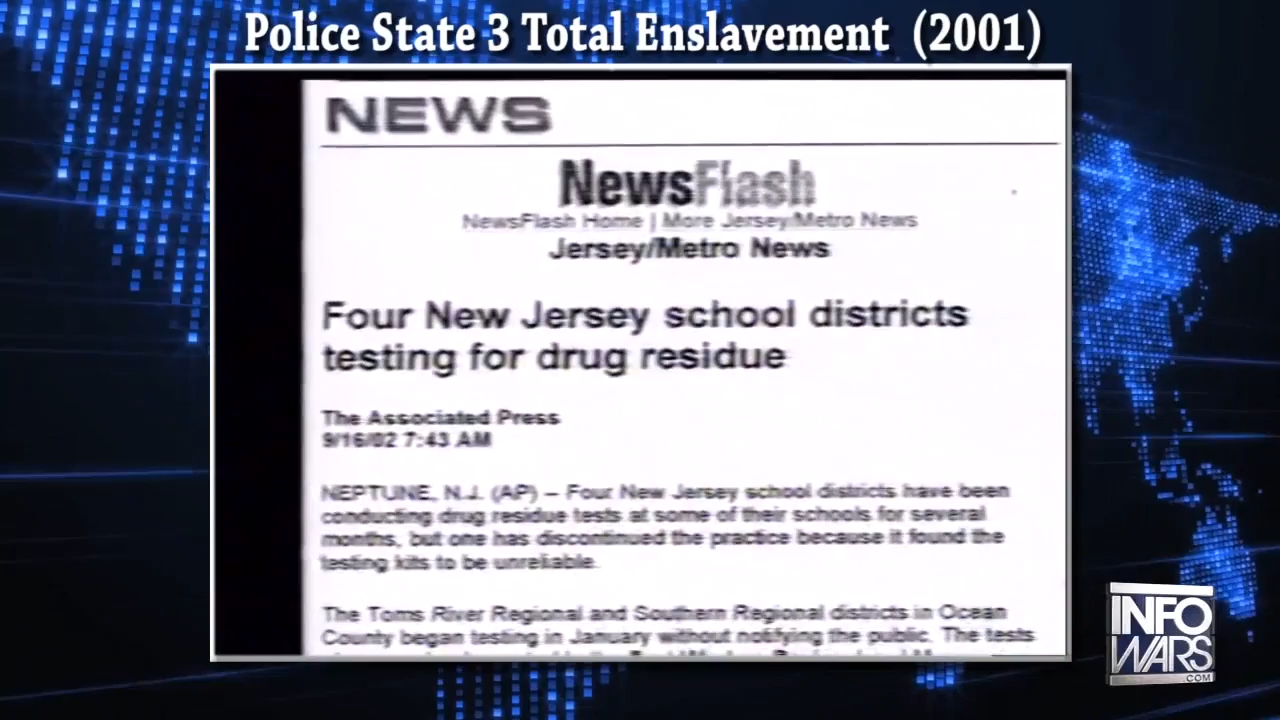 Police State 3 Total Enslavement (2001)
NEWS
NewsFlash
NewsFlash Home | More Jersey/Metro News
Jersey/Metro News
Four New Jersey school districts
testing for drug residue
The Associated Press
9/16/02 7:43 AM
NEPTUNE, N.J. (AP) – Four New Jersey school districts have been
conducting drug residue tests at some of their schools for several
months, but one has discontinued the practice because it found the
testing kits to be unreliable.
The Toms River Regional and Southern Regional districts in Ocean
County began testing in January without notifying the public. The tests
INFO
WARS
.COM